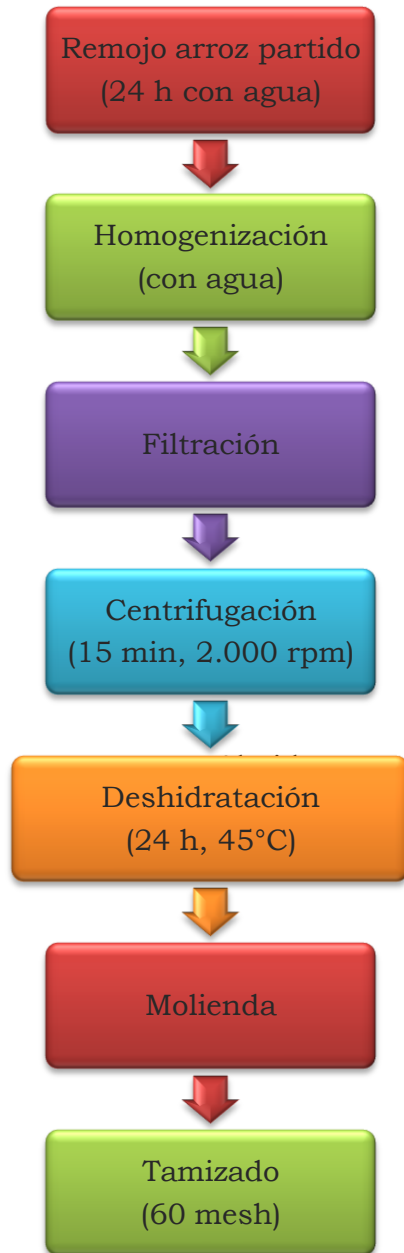 Remojo arroz partido
(24 h con agua)
Homogenización
(con agua)
Filtración
Centrifugación
(15 min, 2.000 rpm)
Deshidratación
(24 h, 45°C)
Molienda
Tamizado
(60 mesh)